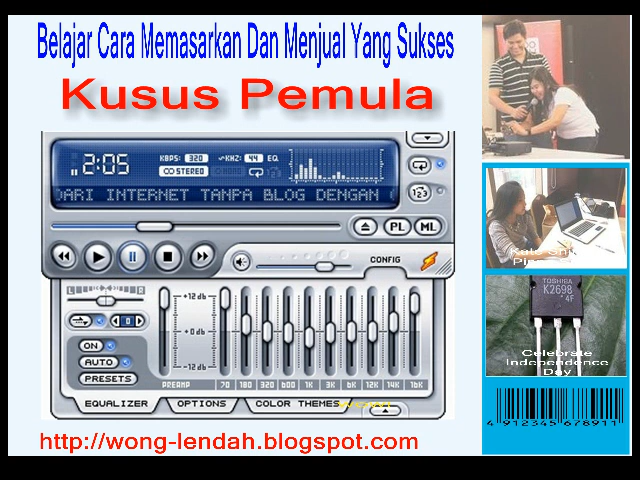 Belajar Cara Memasarkan Dan Menjual Yang Sukses
Kusus Pemula
2:05 KBPS: 320 KHZ: 44 EQ
STEREO
DARI INTERNET TANPA BLOG DENGAN
PL ML
CONFIG
L R
+12 db
ON
+0 db
AUTO
-12 db
PRESETS
PREAMP 70 180 320 600 1K 3K 6K 12K 14K 16K
EQUALIZER OPTIONS COLOR THEMES
http://wong-lendah.blogspot.com
TOSHIBA
K2698
4F
Celebrate
Independence
Day
4 912345 678911